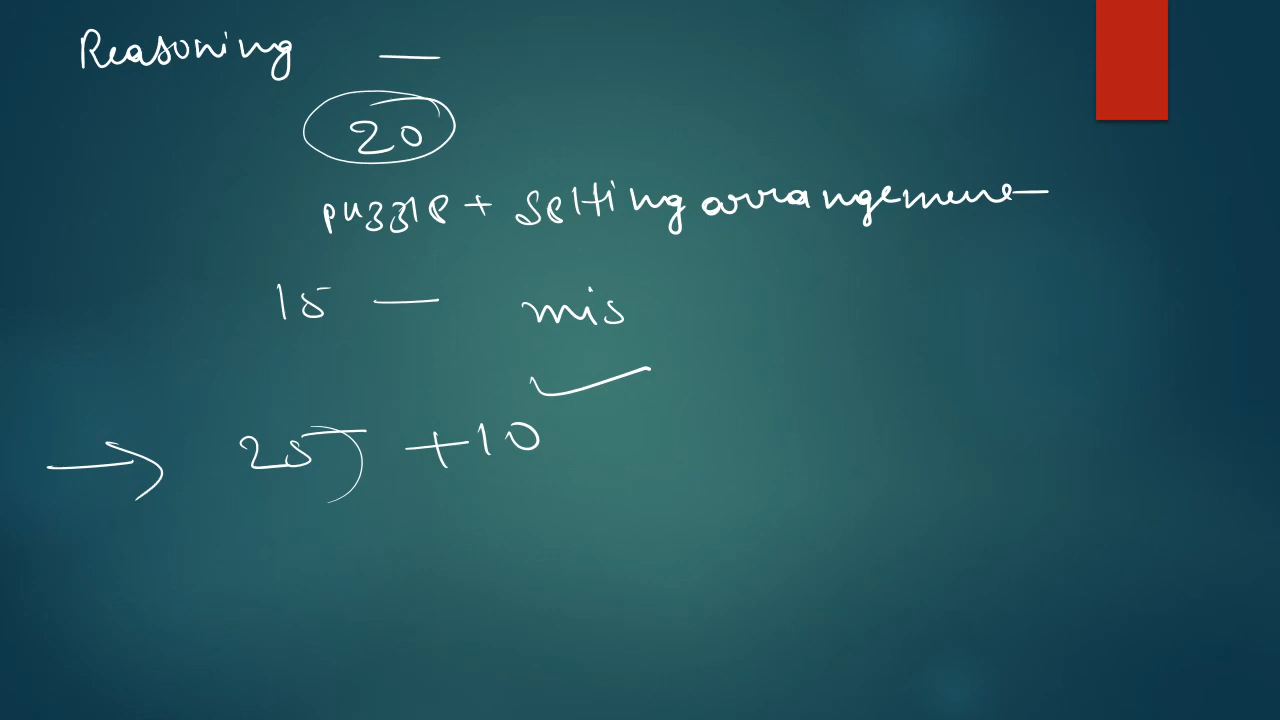 Reasoning —
20
puzzle + setting arrangement
15 — mis
→ 25) + 10